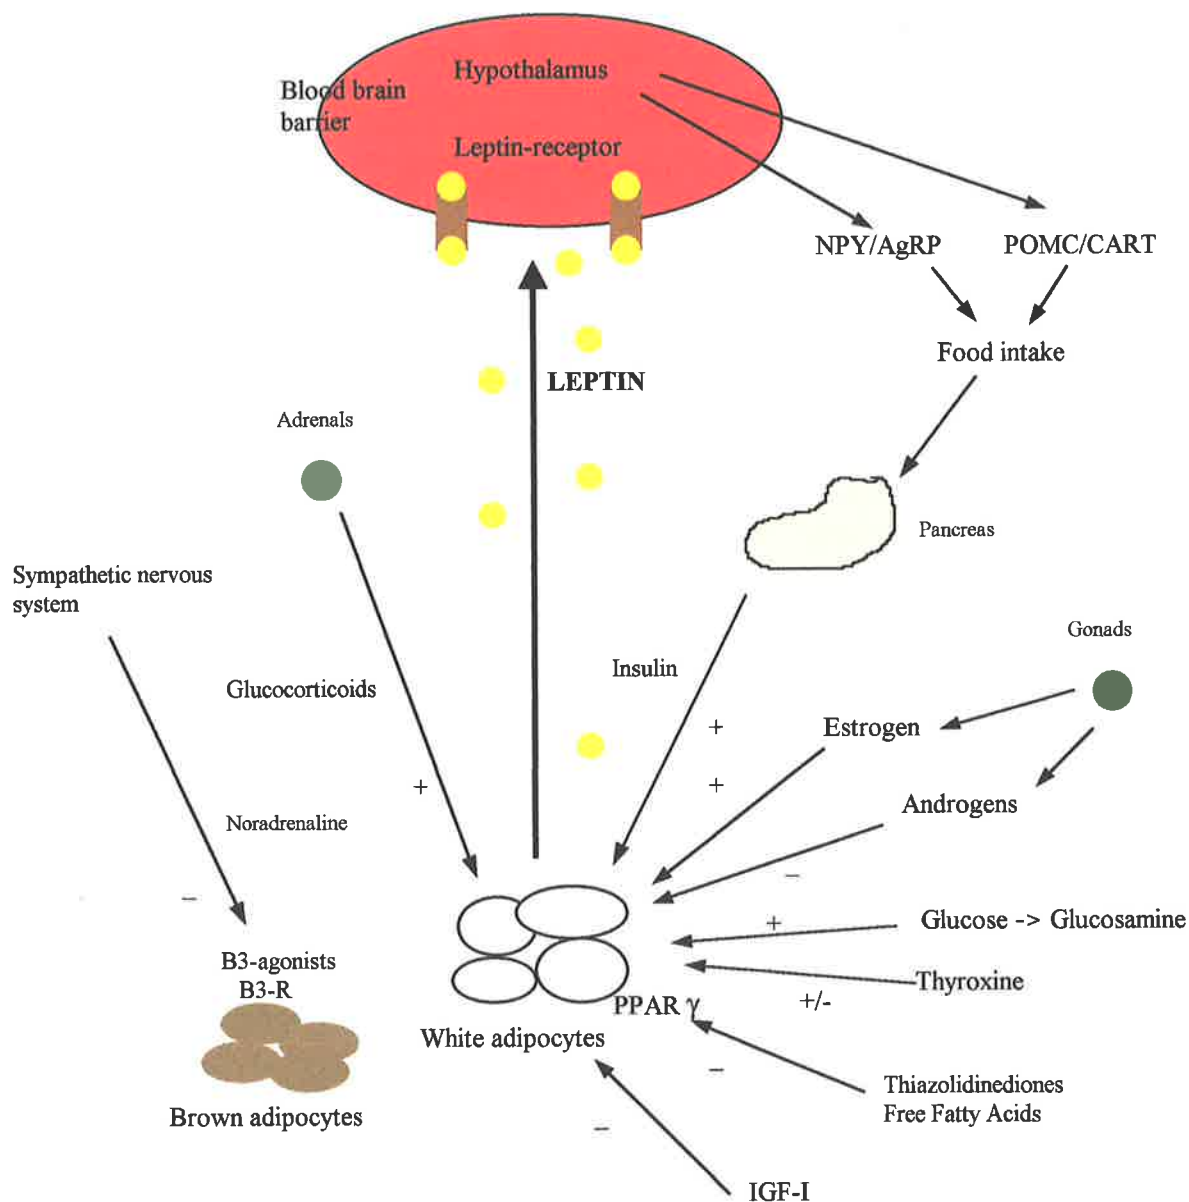 Hypothalamus
Blood brain
barrier
Leptin-receptor
NPY/AgRP
POMC/CART
Food intake
LEPTIN
Adrenals
Pancreas
Sympathetic nervous
system
Gonads
Insulin
Glucocorticoids
+
Estrogen
+
+
Androgens
Noradrenaline
–
–
+
Glucose -> Glucosamine
B3-agonists
B3-R
Thyroxine
+/-
PPAR γ
White adipocytes
–
Thiazolidinediones
Free Fatty Acids
Brown adipocytes
–
IGF-I